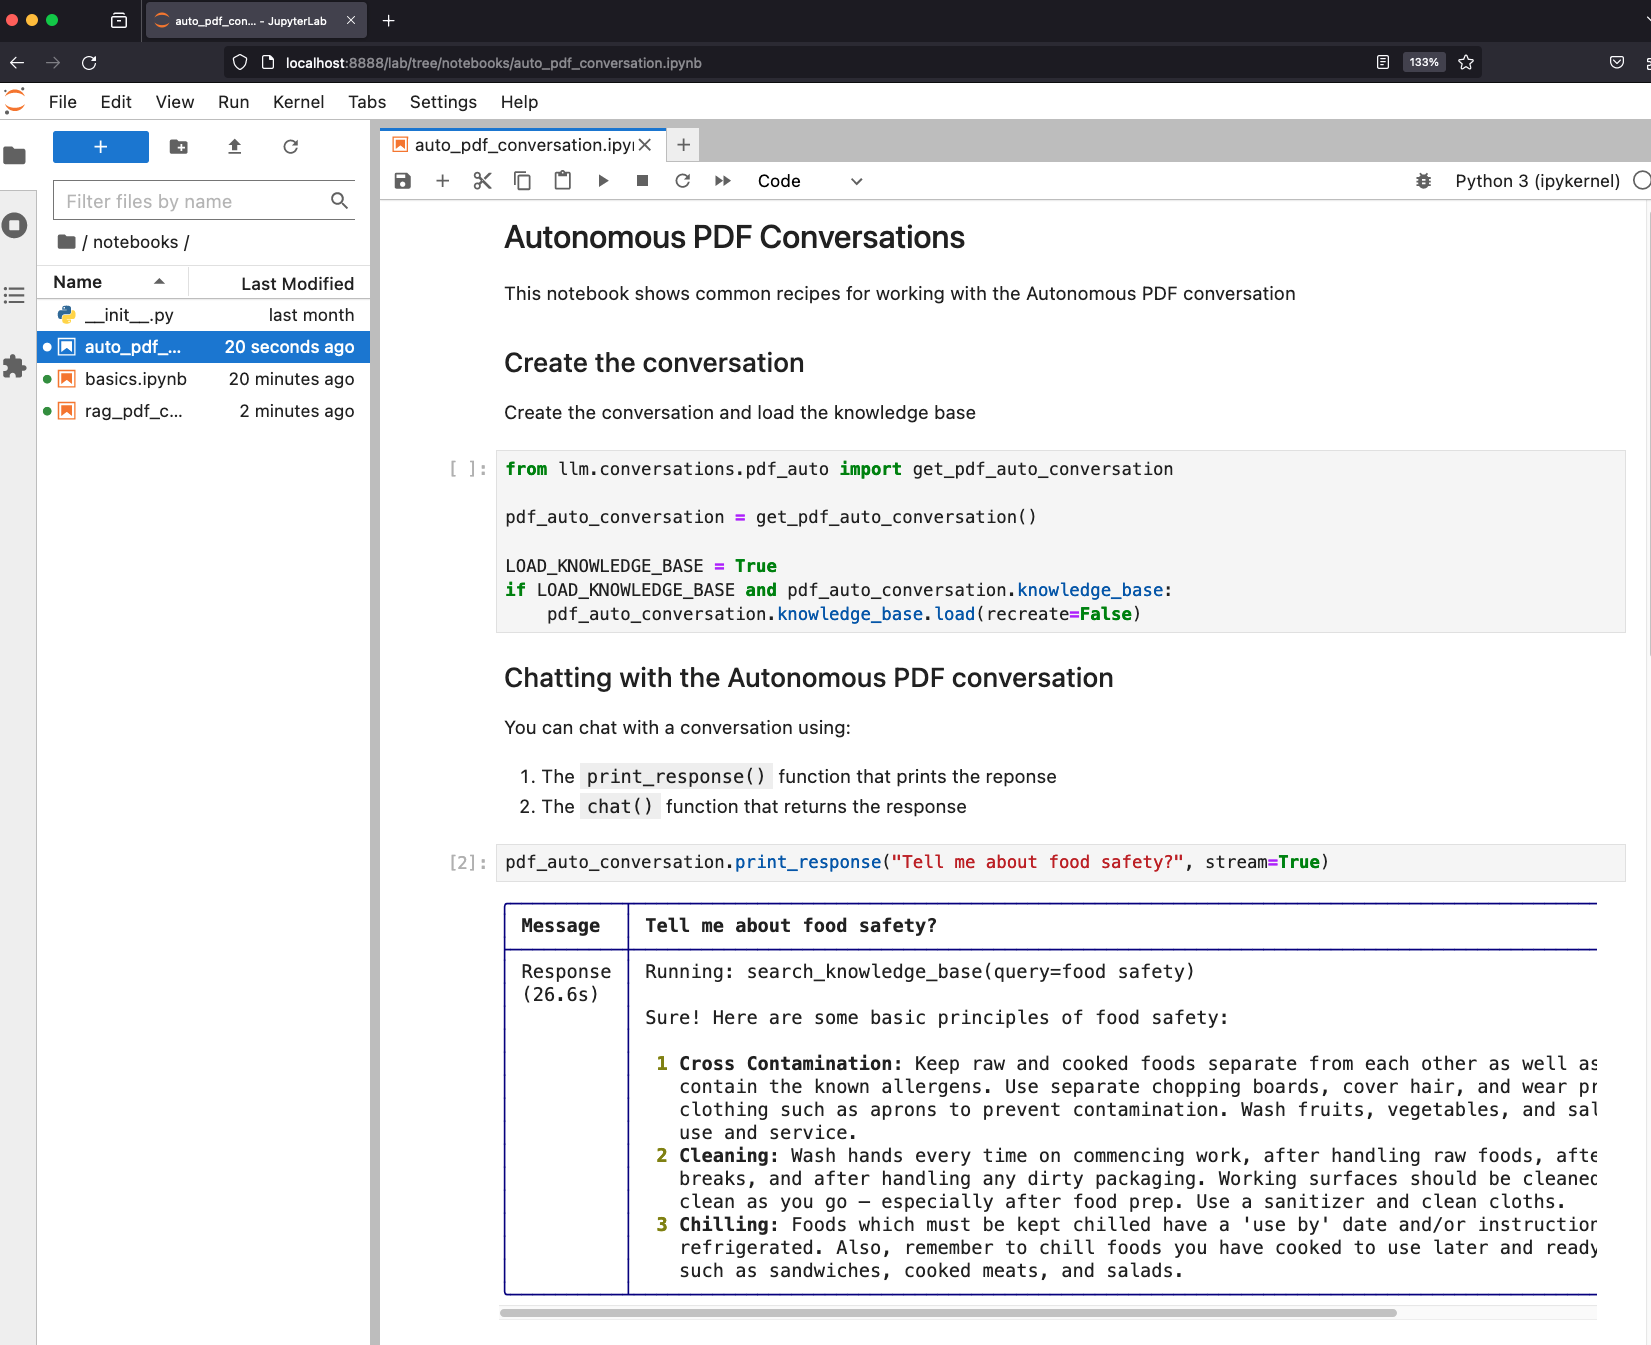 auto_pdf_con... - JupyterLab
localhost:8888/lab/tree/notebooks/auto_pdf_conversation.ipynb
133%
File Edit View Run Kernel Tabs Settings Help
auto_pdf_conversation.ipy
Code
Python 3 (ipykernel)
Filter files by name
/ notebooks /
Name Last Modified
__init__.py last month
auto_pdf_... 20 seconds ago
basics.ipynb 20 minutes ago
rag_pdf_c... 2 minutes ago
Autonomous PDF Conversations
This notebook shows common recipes for working with the Autonomous PDF conversation
Create the conversation
Create the conversation and load the knowledge base
[ ]:
from llm.conversations.pdf_auto import get_pdf_auto_conversation
pdf_auto_conversation = get_pdf_auto_conversation()
LOAD_KNOWLEDGE_BASE = True
if LOAD_KNOWLEDGE_BASE and pdf_auto_conversation.knowledge_base:
    pdf_auto_conversation.knowledge_base.load(recreate=False)
Chatting with the Autonomous PDF conversation
You can chat with a conversation using:
1. The print_response() function that prints the reponse
2. The chat() function that returns the response
[2]:
pdf_auto_conversation.print_response("Tell me about food safety?", stream=True)
Message Tell me about food safety?
Response Running: search_knowledge_base(query=food safety)
(26.6s)
Sure! Here are some basic principles of food safety:
1 Cross Contamination: Keep raw and cooked foods separate from each other as well as
contain the known allergens. Use separate chopping boards, cover hair, and wear pr
clothing such as aprons to prevent contamination. Wash fruits, vegetables, and sal
use and service.
2 Cleaning: Wash hands every time on commencing work, after handling raw foods, afte
breaks, and after handling any dirty packaging. Working surfaces should be cleaned
clean as you go – especially after food prep. Use a sanitizer and clean cloths.
3 Chilling: Foods which must be kept chilled have a 'use by' date and/or instruction
refrigerated. Also, remember to chill foods you have cooked to use later and ready
such as sandwiches, cooked meats, and salads.